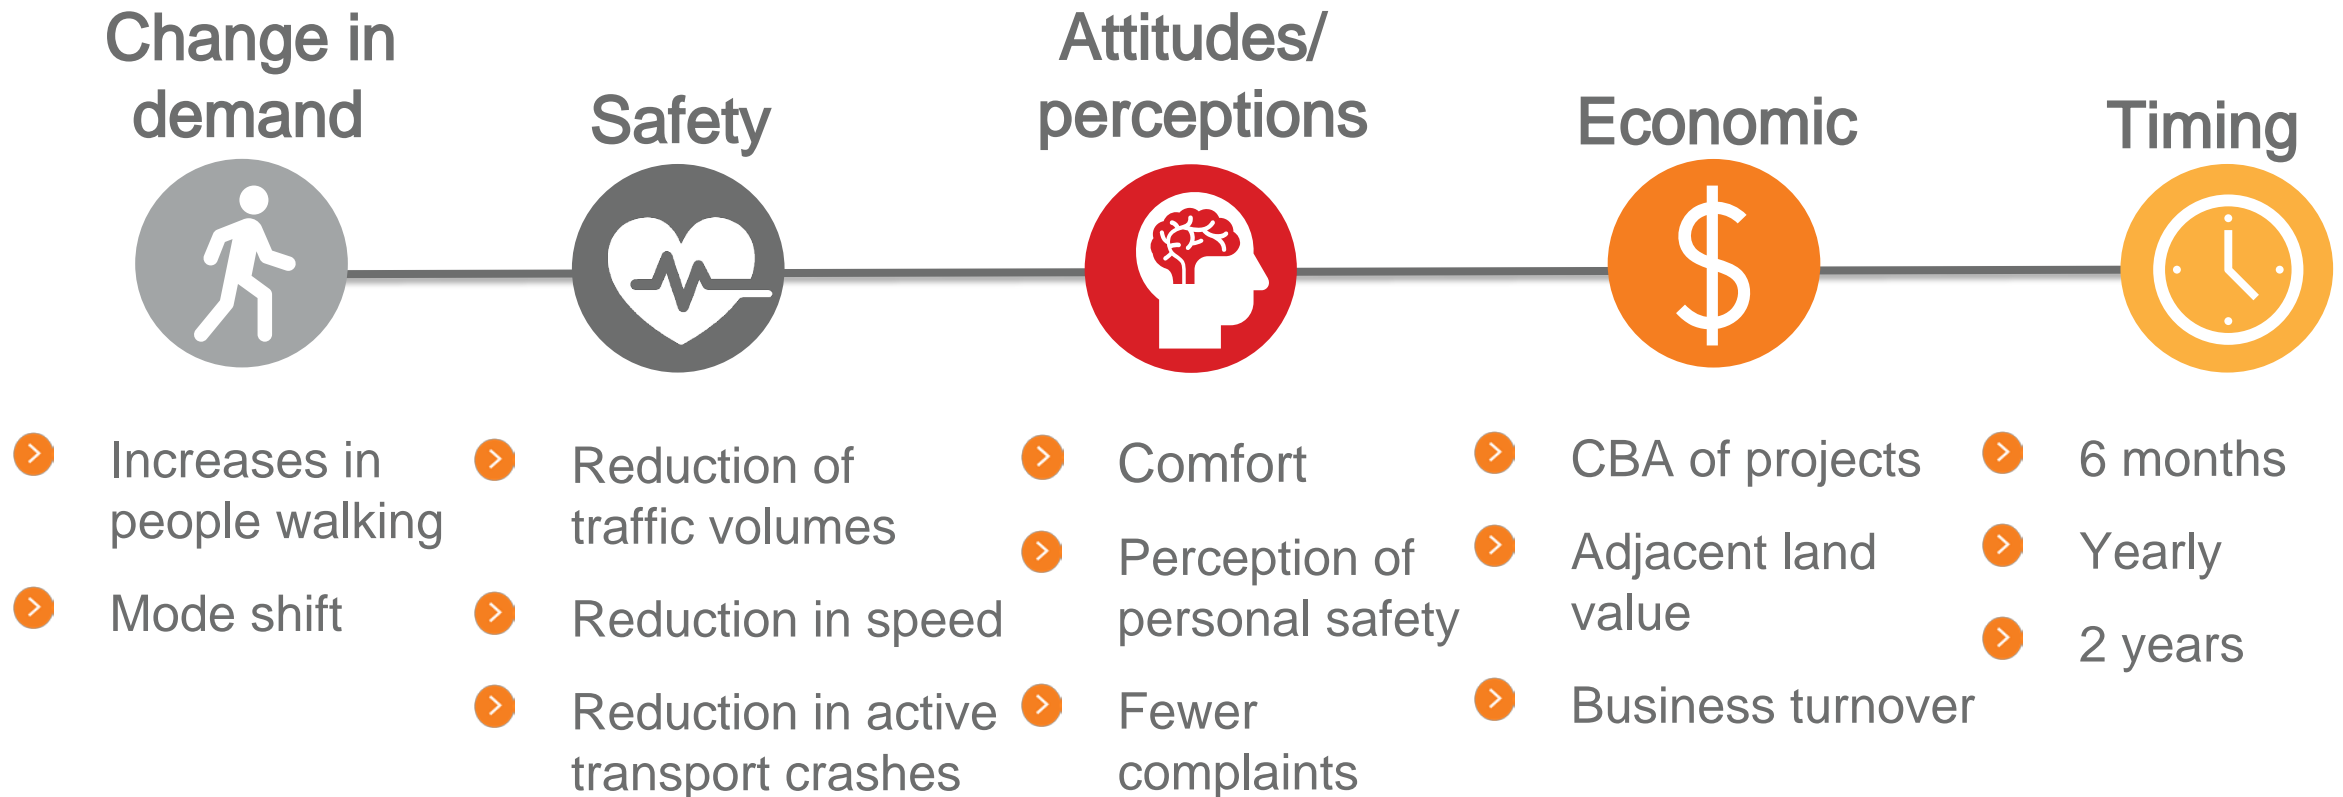 Change in
demand
Safety
Attitudes/
perceptions
Economic
Timing
Increases in
people walking
Mode shift
Reduction of
traffic volumes
Reduction in speed
Reduction in active
transport crashes
Comfort
Perception of
personal safety
Fewer
complaints
CBA of projects
Adjacent land
value
Business turnover
6 months
Yearly
2 years